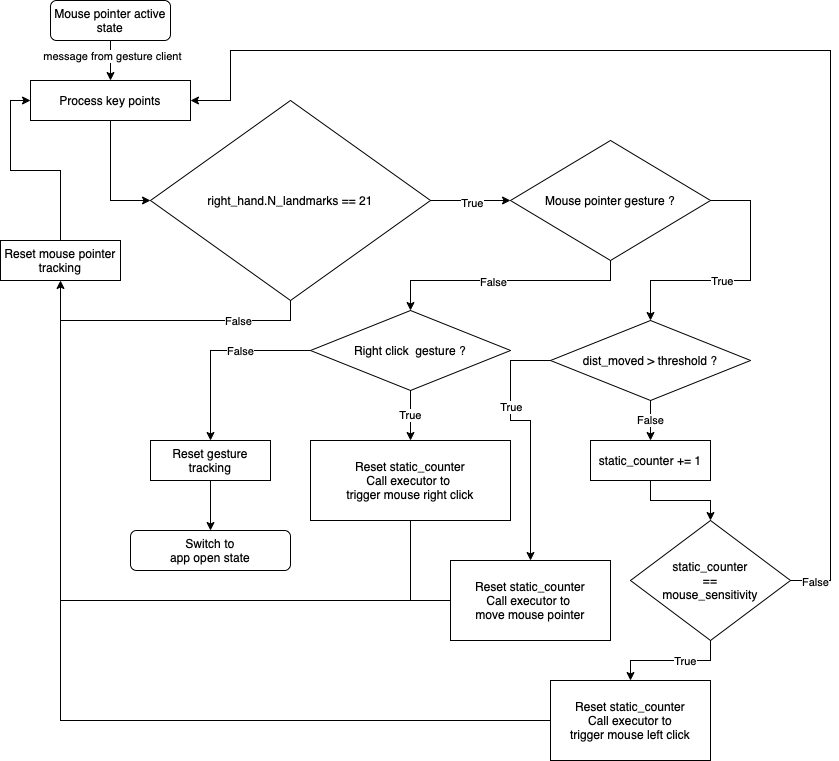 Mouse pointer active
state
message from gesture client
Process key points
right_hand.N_landmarks == 21
True
Mouse pointer gesture ?
Reset mouse pointer
tracking
False
True
False
Right click  gesture ?
False
dist_moved > threshold ?
True
True
False
Reset gesture
tracking
Reset static_counter
Call executor to
trigger mouse right click
static_counter += 1
Switch to
app open state
Reset static_counter
Call executor to
move mouse pointer
static_counter
==
mouse_sensitivity
False
True
Reset static_counter
Call executor to
trigger mouse left click